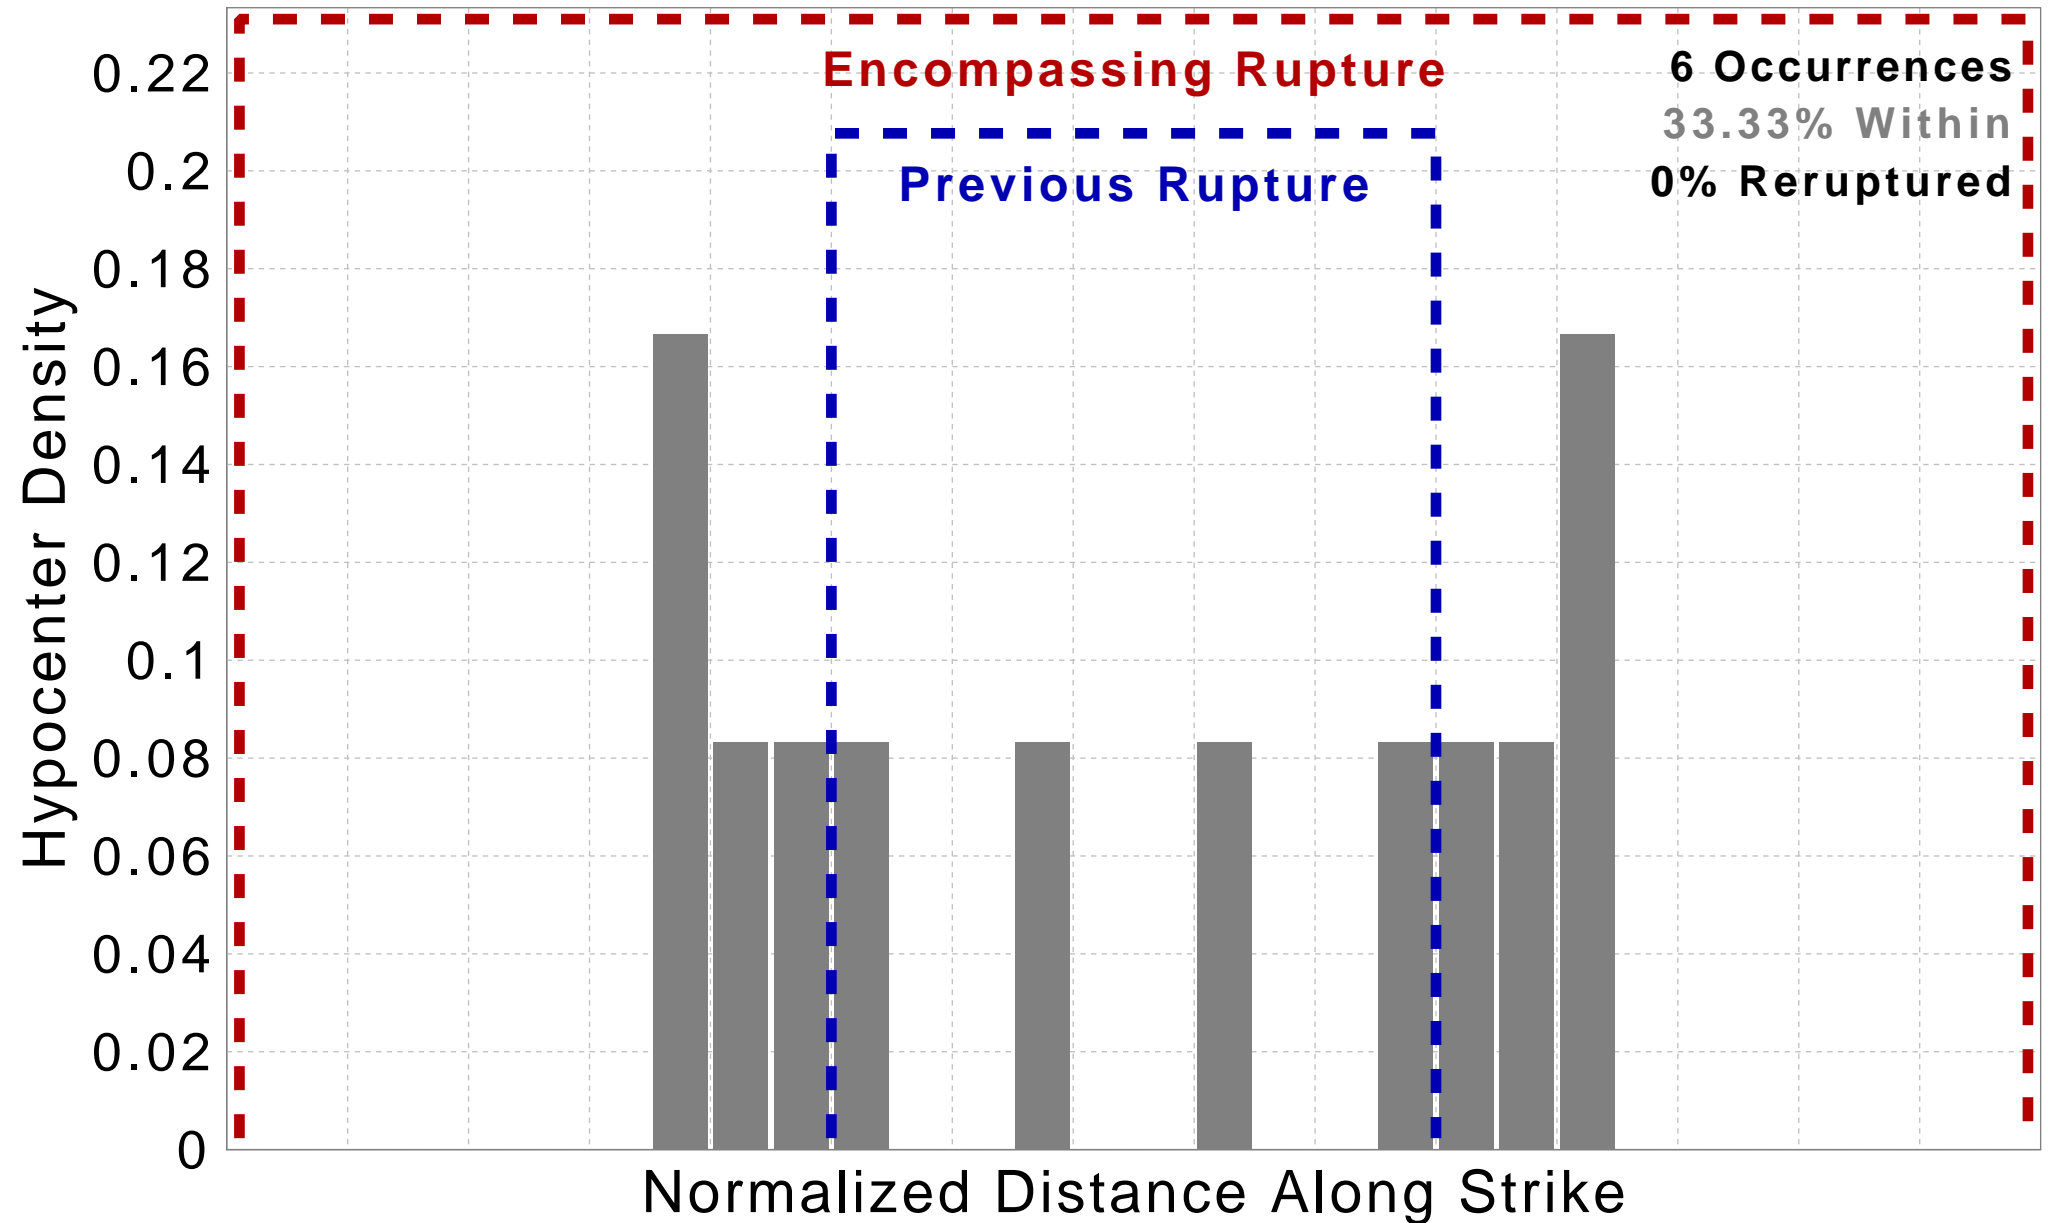 Encompassing Rupture
6 Occurrences
33.33% Within
Previous Rupture
0% Reruptured
Hypocenter Density
0.22
0.2
0.18
0.16
0.14
0.12
0.1
0.08
0.06
0.04
0.02
0
Normalized Distance Along Strike